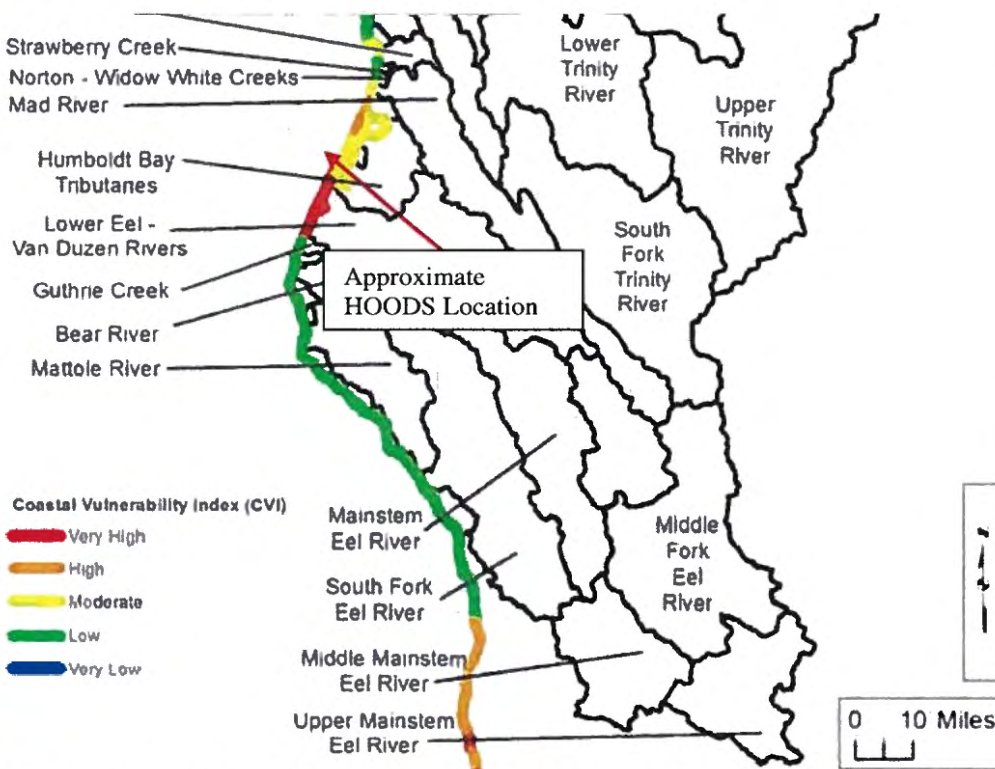 Strawberry Creek
Norton - Widow White Creeks
Mad River
Humboldt Bay
Tributanes
Lower Eel -
Van Duzen Rivers
Guthrie Creek
Bear River
Mattole River
Lower
Trinity
River
Upper
Trinity
River
South
Fork
Trinity
River
Approximate
HOODS Location
Coastal Vulnerability Index (CVI)
Very High
High
Moderate
Low
Very Low
Mainstem
Eel River
South Fork
Eel River
Middle Mainstem
Eel River
Upper Mainstem
Eel River
Middle
Fork
Eel
River
0 10 Miles